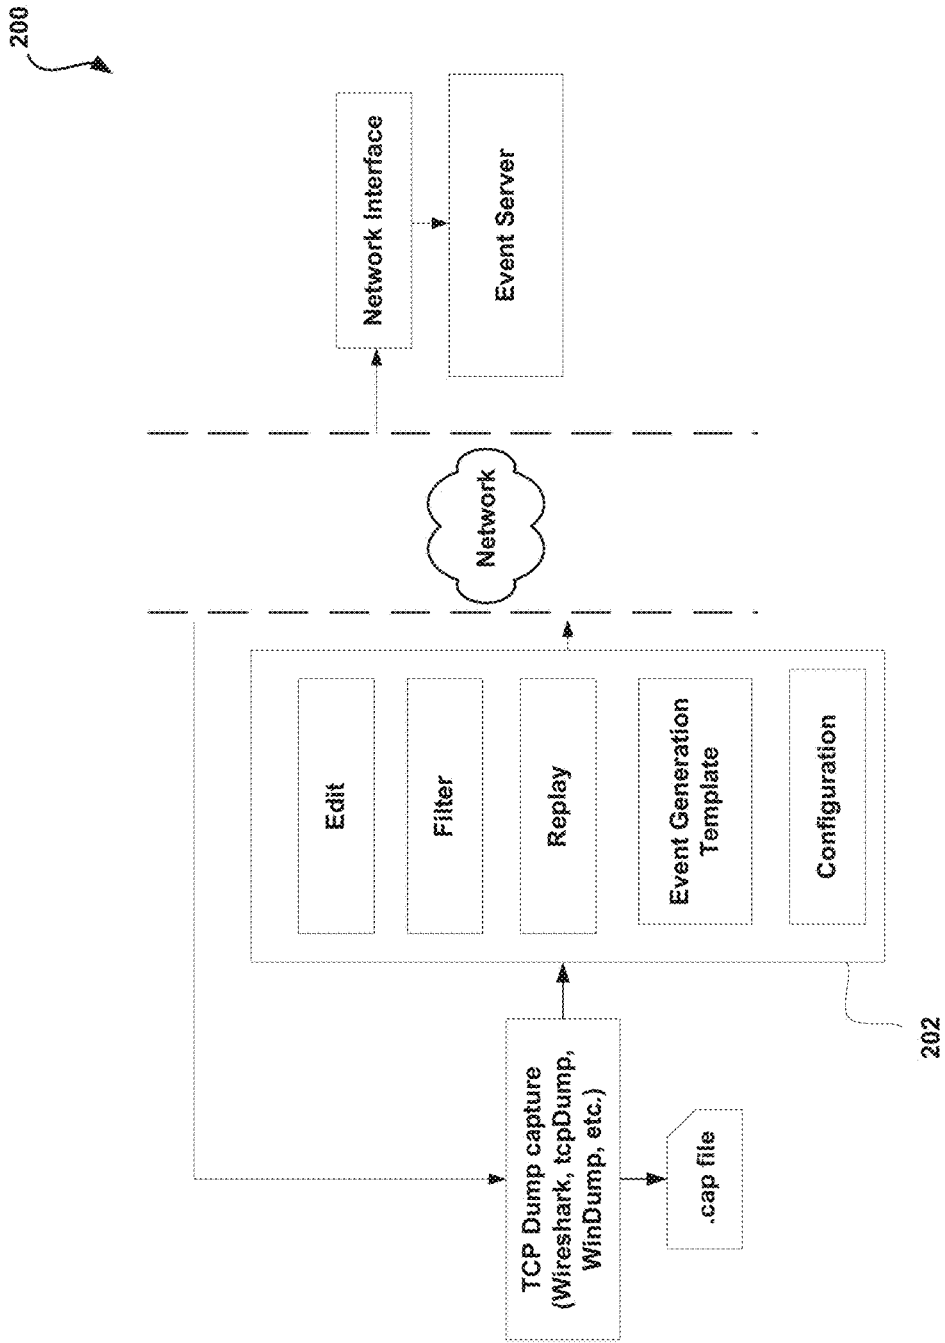 200
TCP Dump capture
(Wireshark, tcpDump,
WinDump, etc.)
.cap file
Edit
Filter
Replay
Event Generation
Template
Configuration
202
Network
Network Interface
Event Server